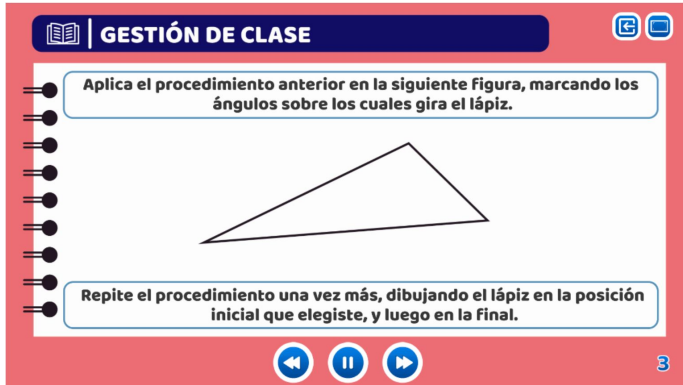 GESTIÓN DE CLASE
Aplica el procedimiento anterior en la siguiente figura, marcando los
ángulos sobre los cuales gira el lápiz.
Repite el procedimiento una vez más, dibujando el lápiz en la posición
inicial que elegiste, y luego en la final.
3